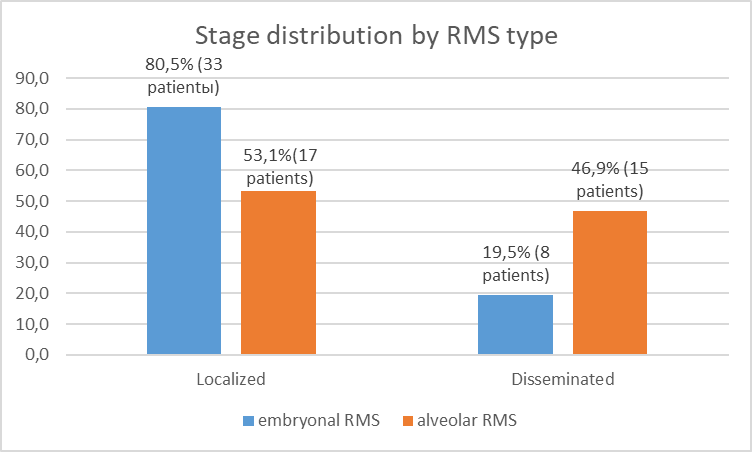 Stage distribution by RMS type
80,5% (33
patientы)
53,1%(17
patients)
46,9% (15
patients)
19,5% (8
patients)
90,0
80,0
70,0
60,0
50,0
40,0
30,0
20,0
10,0
0,0
Localized
Disseminated
embryonal RMS
alveolar RMS